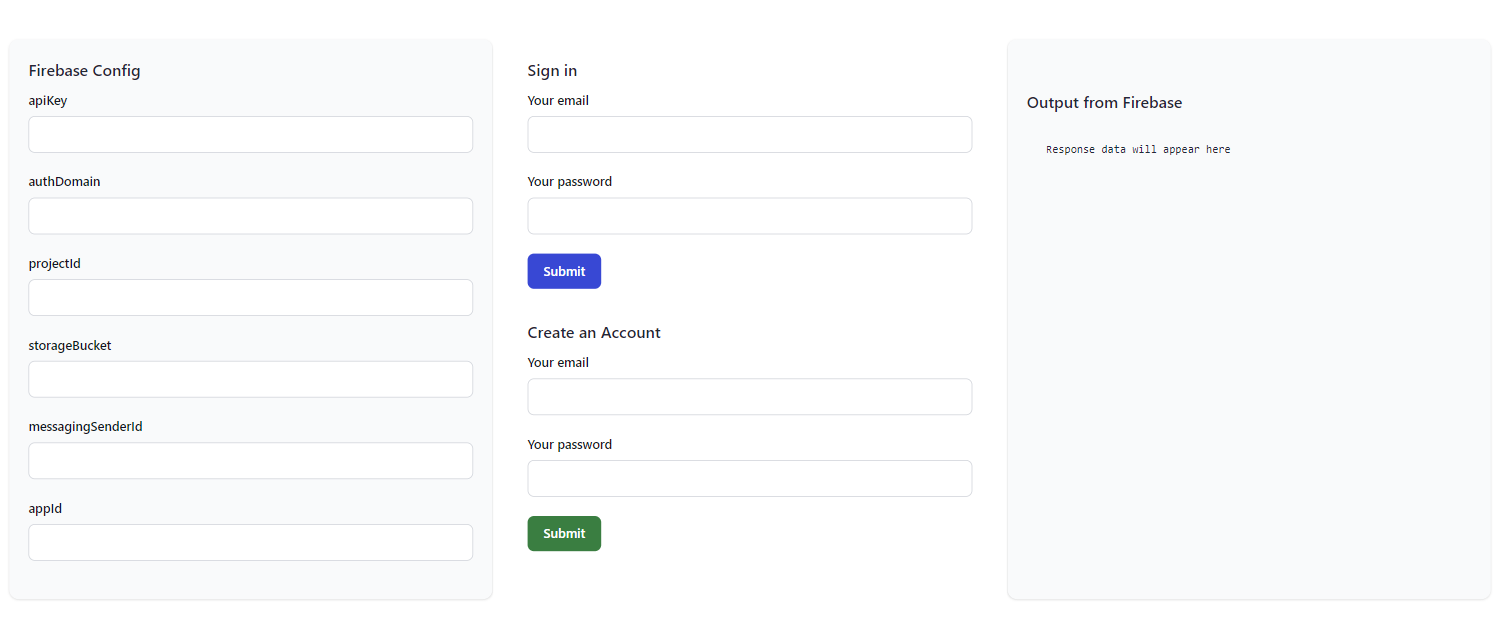 Firebase Config
apiKey
authDomain
projectId
storageBucket
messagingSenderId
appId
Sign in
Your email
Your password
Submit
Create an Account
Your email
Your password
Submit
Output from Firebase
Response data will appear here